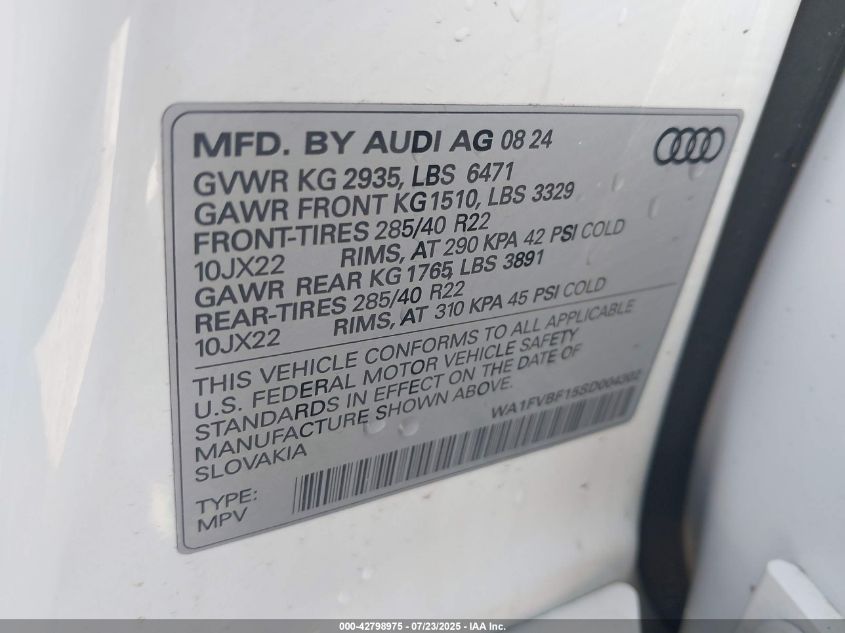 MFD. BY AUDI AG 08 24
GVWR KG 2935, LBS 6471
GAWR FRONT KG1510, LBS 3329
FRONT-TIRES 285/40 R22
10JX22 RIMS, AT 290 KPA 42 PSI COLD
GAWR REAR KG 1765, LBS 3891
REAR-TIRES 285/40 R22
10JX22 RIMS, AT 310 KPA 45 PSI COLD
THIS VEHICLE CONFORMS TO ALL APPLICABLE
U.S. FEDERAL MOTOR VEHICLE SAFETY
STANDARDS IN EFFECT ON THE DATE OF
MANUFACTURE SHOWN ABOVE.
SLOVAKIA
WA1FVBF15SD004302
TYPE:
MPV
000-42798975 - 07/23/2025 - IAA Inc.